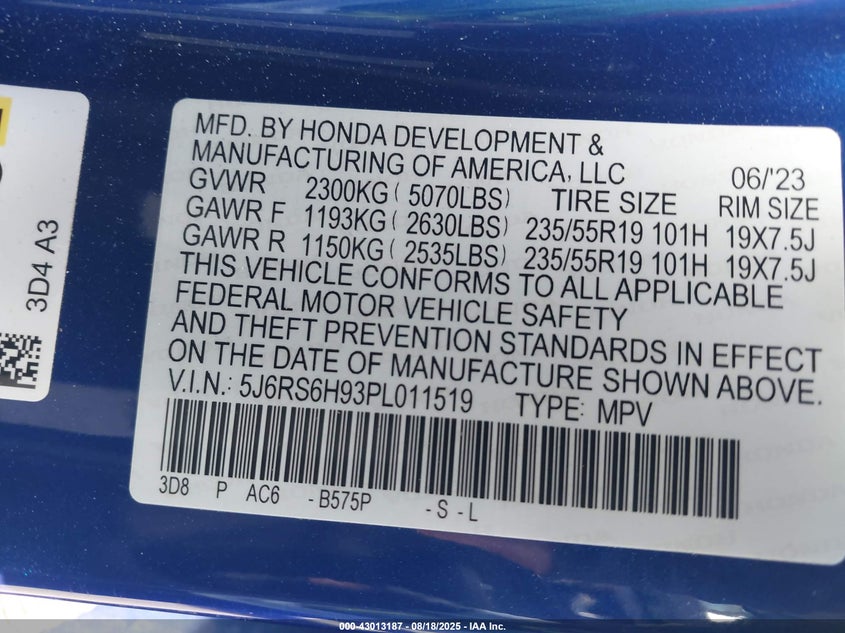 MFD. BY HONDA DEVELOPMENT &
MANUFACTURING OF AMERICA, LLC 06/'23
GVWR 2300KG ( 5070LBS) TIRE SIZE RIM SIZE
GAWR F 1193KG ( 2630LBS) 235/55R19 101H 19X7.5J
GAWR R 1150KG ( 2535LBS) 235/55R19 101H 19X7.5J
THIS VEHICLE CONFORMS TO ALL APPLICABLE
FEDERAL MOTOR VEHICLE SAFETY
AND THEFT PREVENTION STANDARDS IN EFFECT
ON THE DATE OF MANUFACTURE SHOWN ABOVE.
V.I.N.: 5J6RS6H93PL011519 TYPE: MPV
3D8 P AC6 - B575P - S - L
3D4 A3
000-43013187 - 08/18/2025 - IAA Inc.